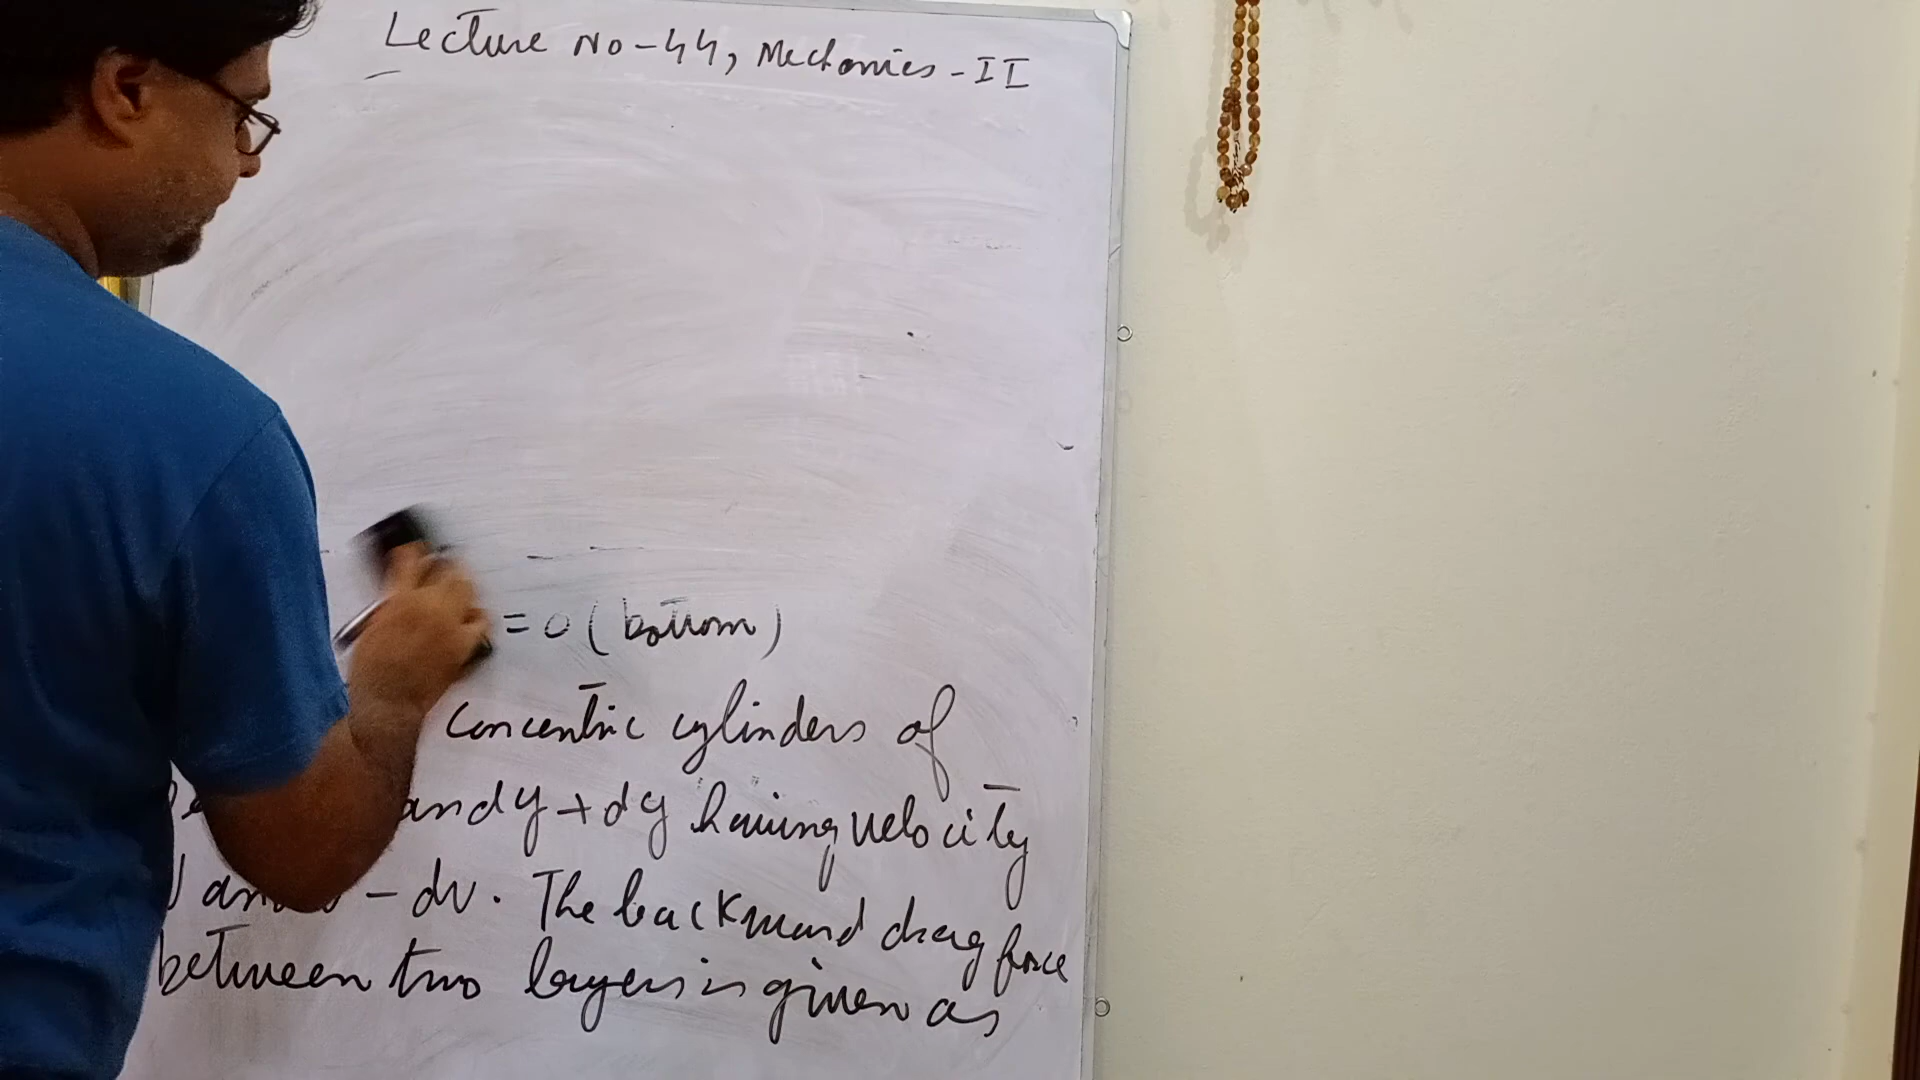 Lecture No-44, Mechanics-II
= 0 (bottom)
concentric cylinders of
and y + dy having velocity
and - dv. The backward drag force
between two layers is given as